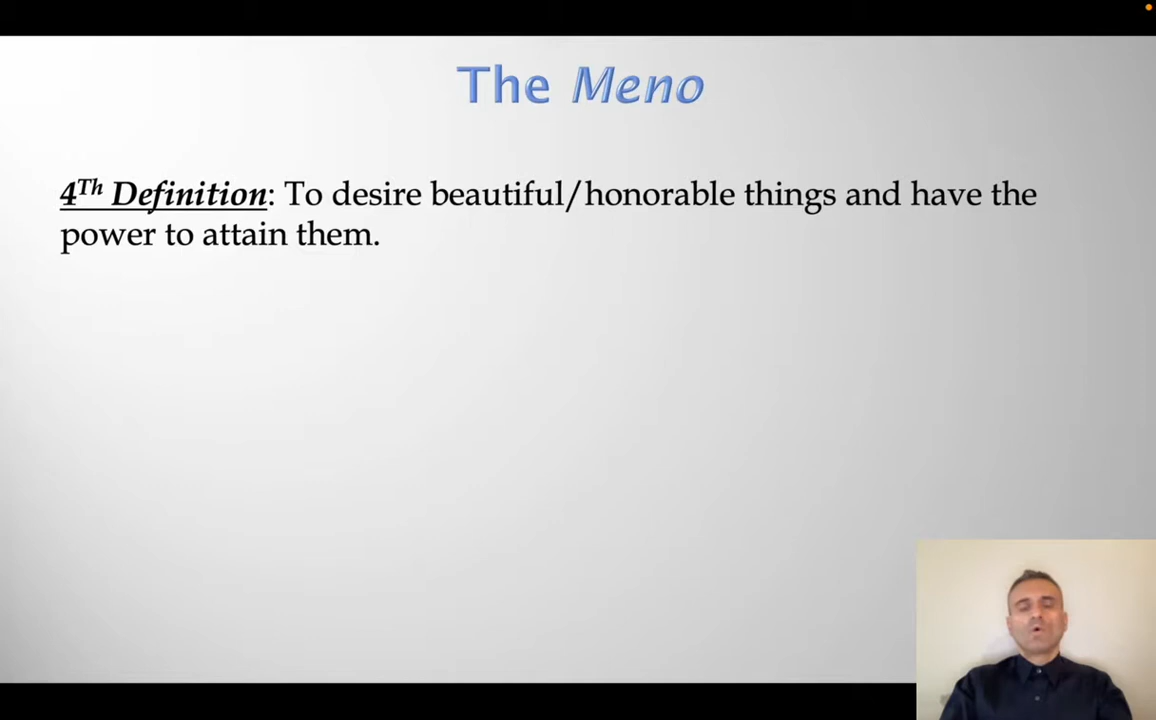 The Meno
4Th Definition: To desire beautiful/honorable things and have the
power to attain them.